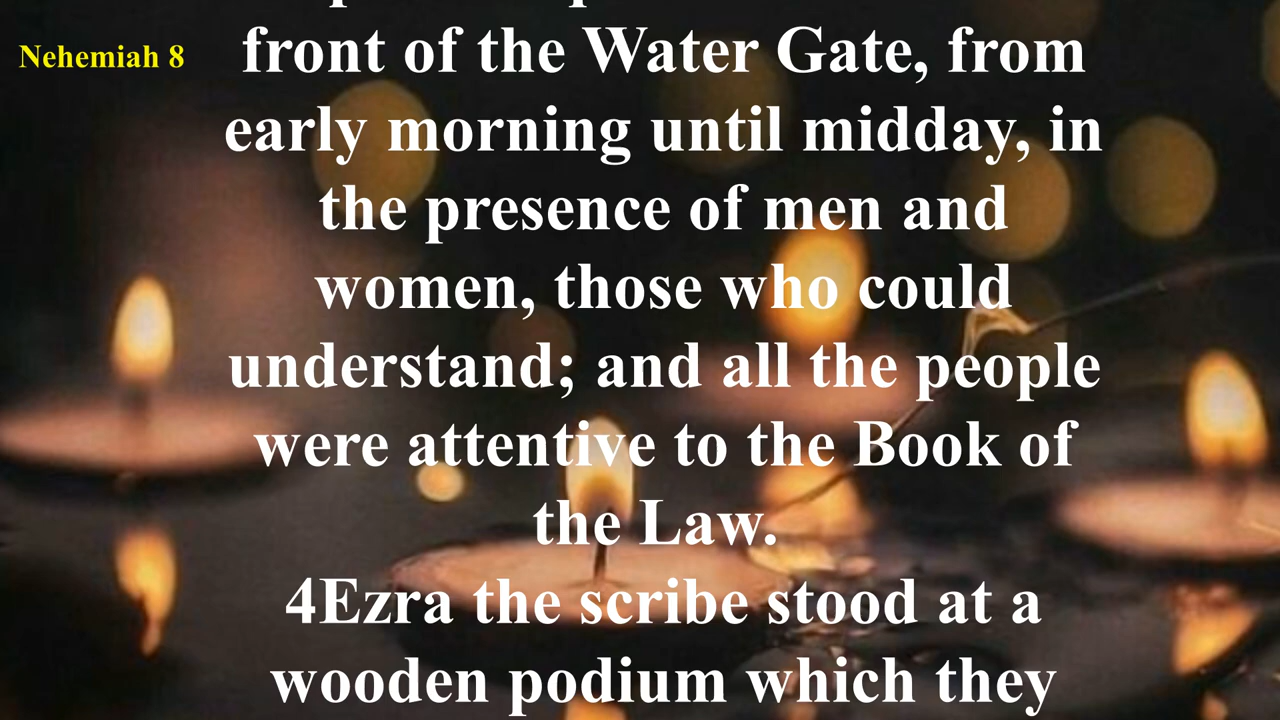 Nehemiah 8
front of the Water Gate, from
early morning until midday, in
the presence of men and
women, those who could
understand; and all the people
were attentive to the Book of
the Law.
4Ezra the scribe stood at a
wooden podium which they